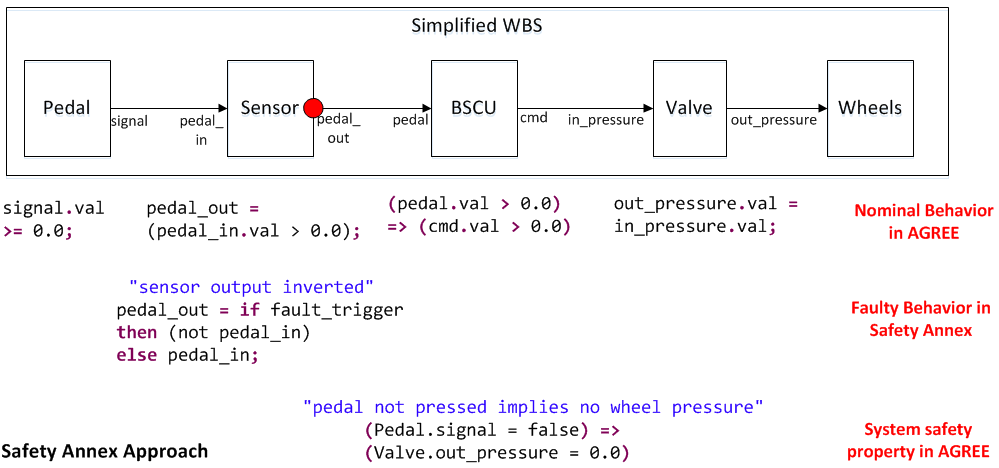 Simplified WBS
Pedal
Sensor
BSCU
Valve
Wheels
signal
pedal_
in
pedal_
out
pedal
cmd
in_pressure
out_pressure
signal.val
>= 0.0;
pedal_out =
(pedal_in.val > 0.0);
(pedal.val > 0.0)
=> (cmd.val > 0.0)
out_pressure.val =
in_pressure.val;
Nominal Behavior
in AGREE
"sensor output inverted"
pedal_out = if fault_trigger
then (not pedal_in)
else pedal_in;
Faulty Behavior in
Safety Annex
"pedal not pressed implies no wheel pressure"
(Pedal.signal = false) =>
(Valve.out_pressure = 0.0)
System safety
property in AGREE
Safety Annex Approach